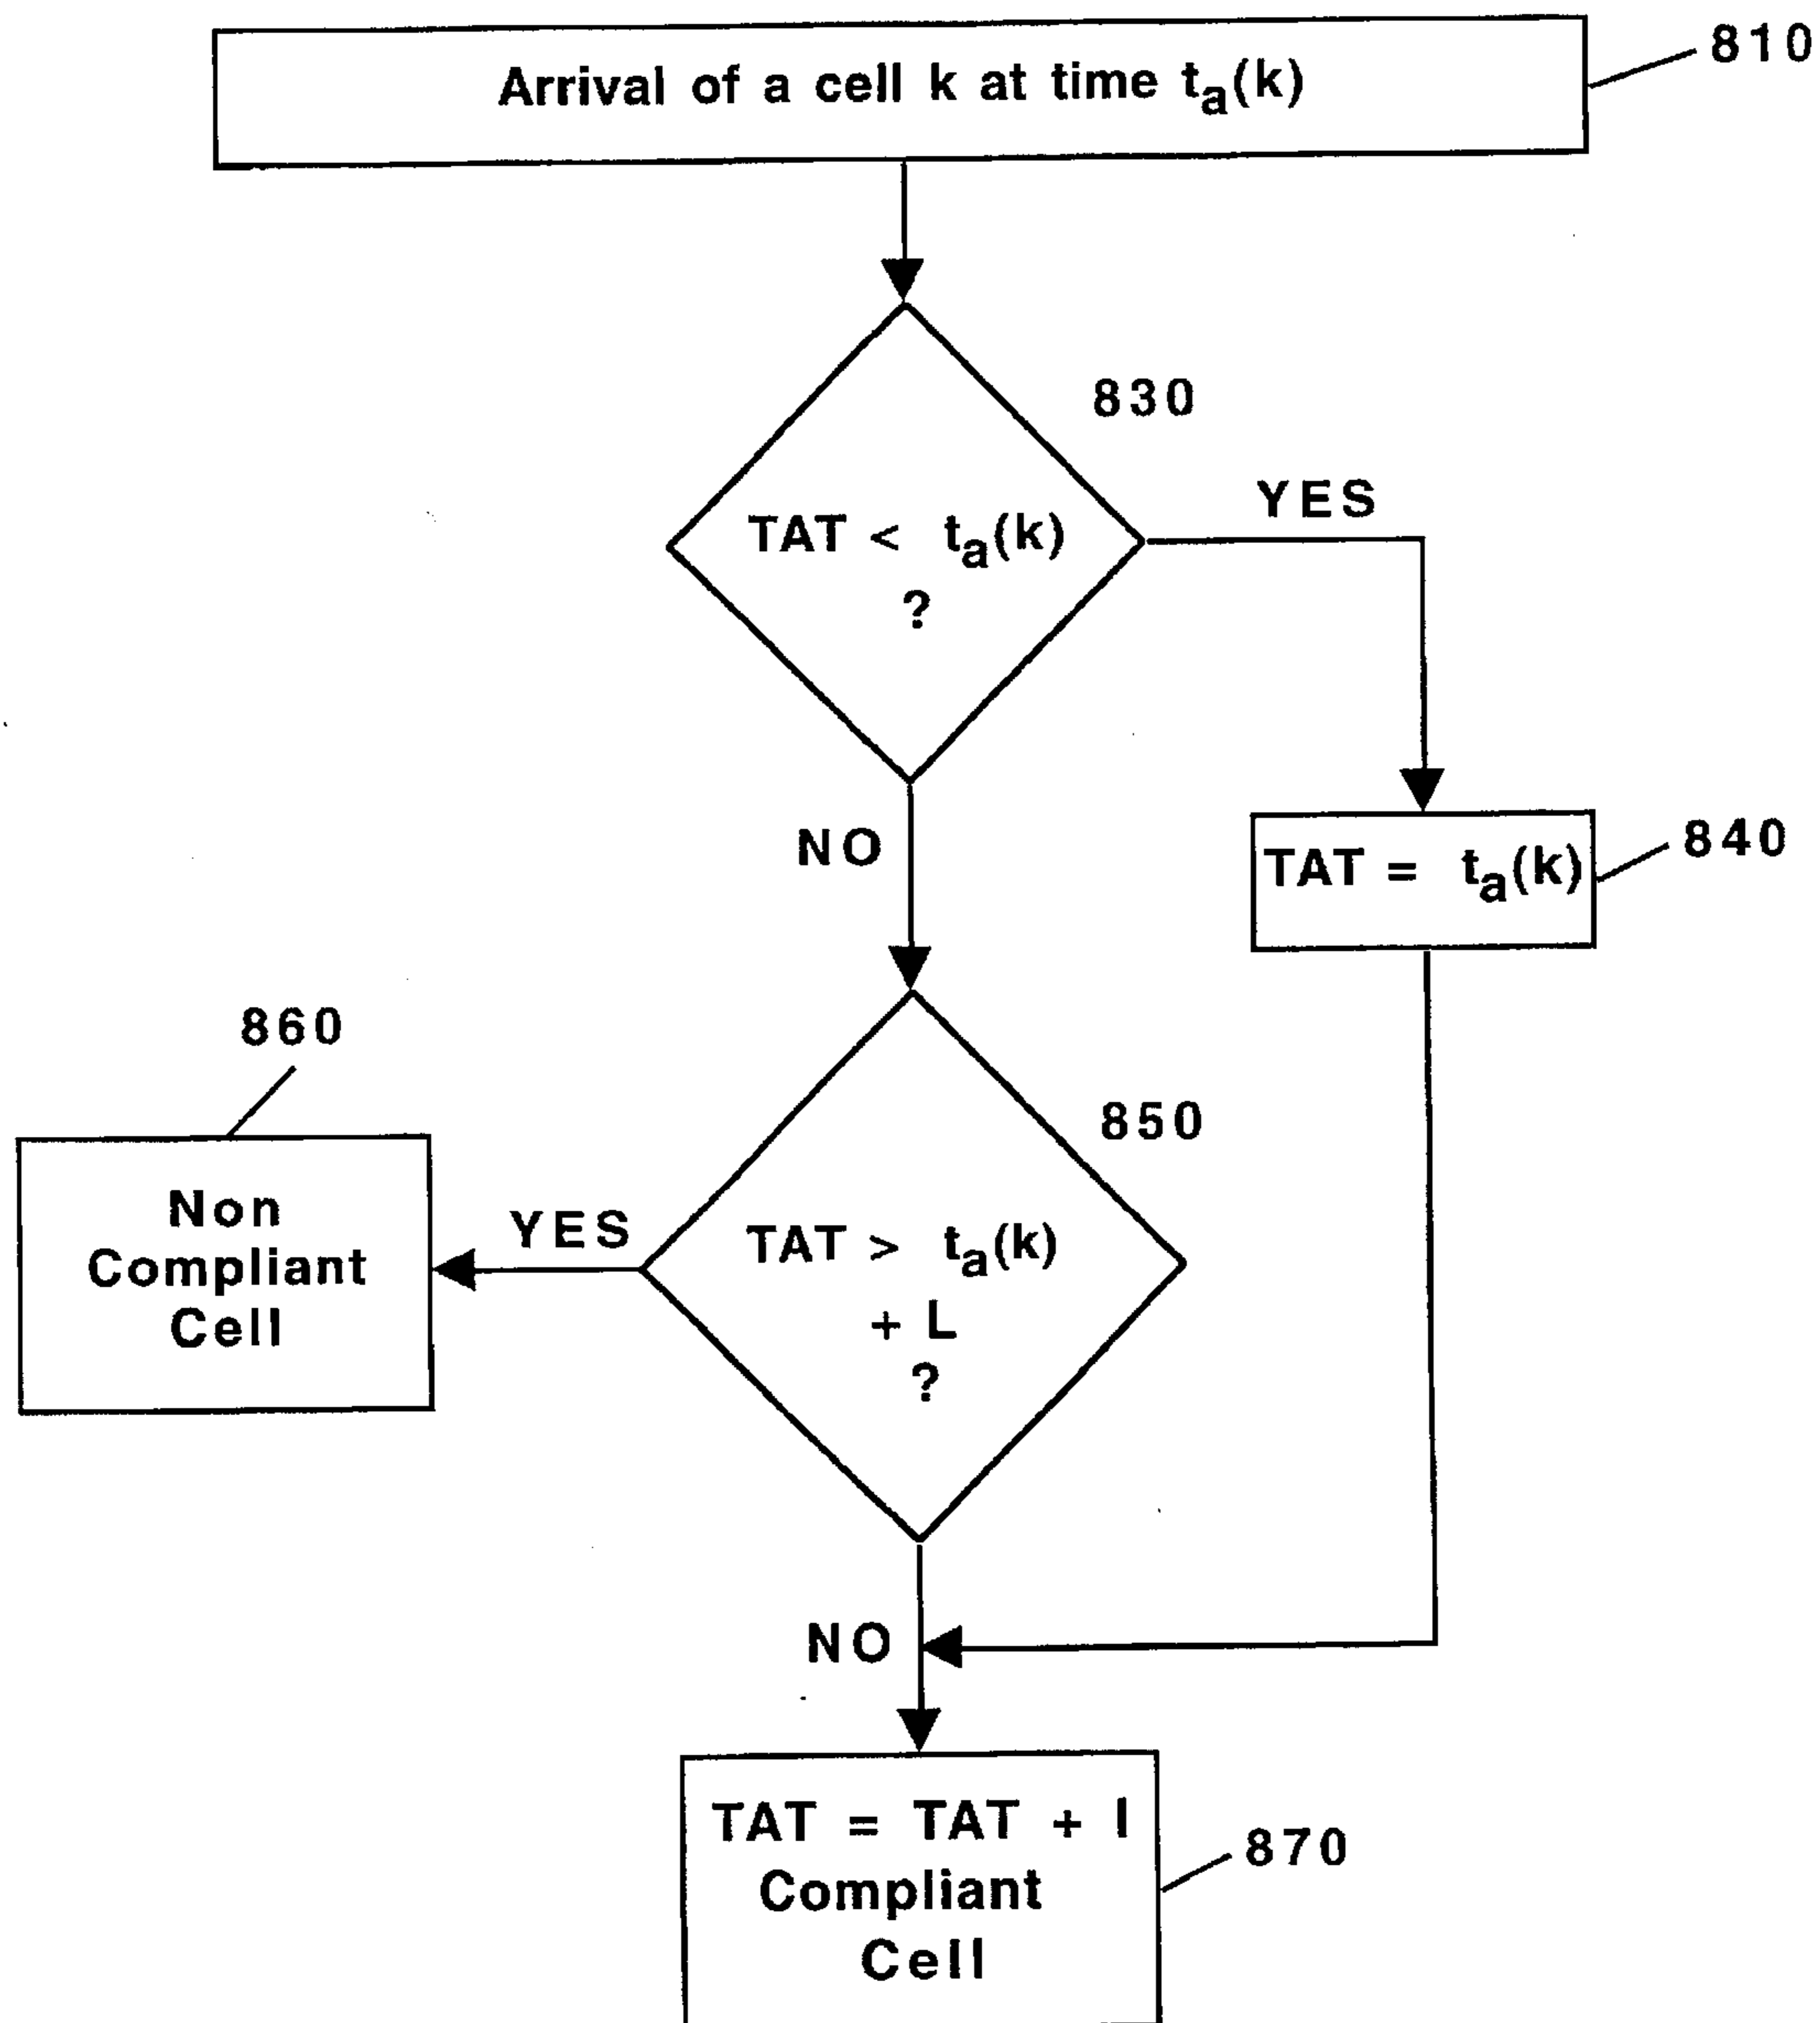 Arrival of a cell k at time ta(k)
810
830
TAT < ta(k)
?
YES
NO
TAT = ta(k)
840
860
850
Non
Compliant
Cell
YES
TAT > ta(k)
+ L
?
NO
TAT = TAT + I
Compliant
Cell
870